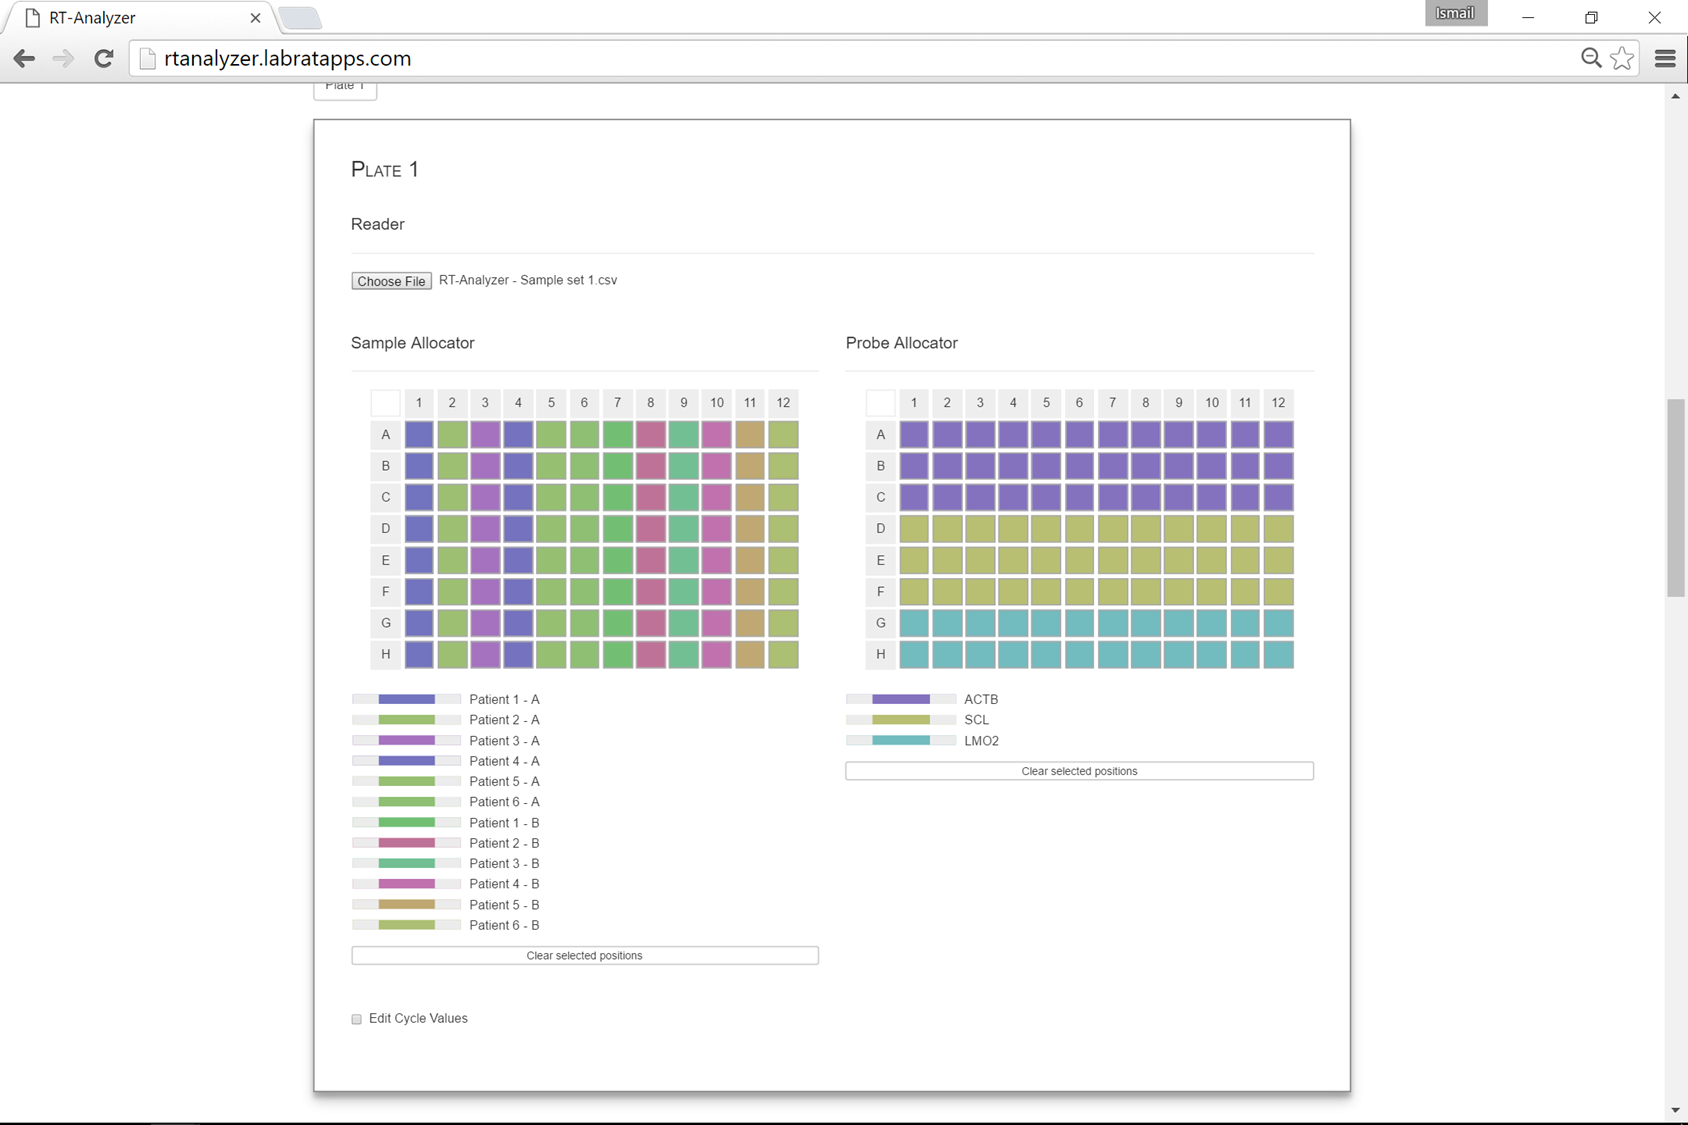 RT-Analyzer
Ismail
rtanalyzer.labratapps.com
Plate 1
PLATE 1
Reader
Choose File RT-Analyzer - Sample set 1.csv
Sample Allocator
1 2 3 4 5 6 7 8 9 10 11 12
A
B
C
D
E
F
G
H
Patient 1 - A
Patient 2 - A
Patient 3 - A
Patient 4 - A
Patient 5 - A
Patient 6 - A
Patient 1 - B
Patient 2 - B
Patient 3 - B
Patient 4 - B
Patient 5 - B
Patient 6 - B
Clear selected positions
Edit Cycle Values
Probe Allocator
1 2 3 4 5 6 7 8 9 10 11 12
A
B
C
D
E
F
G
H
ACTB
SCL
LMO2
Clear selected positions